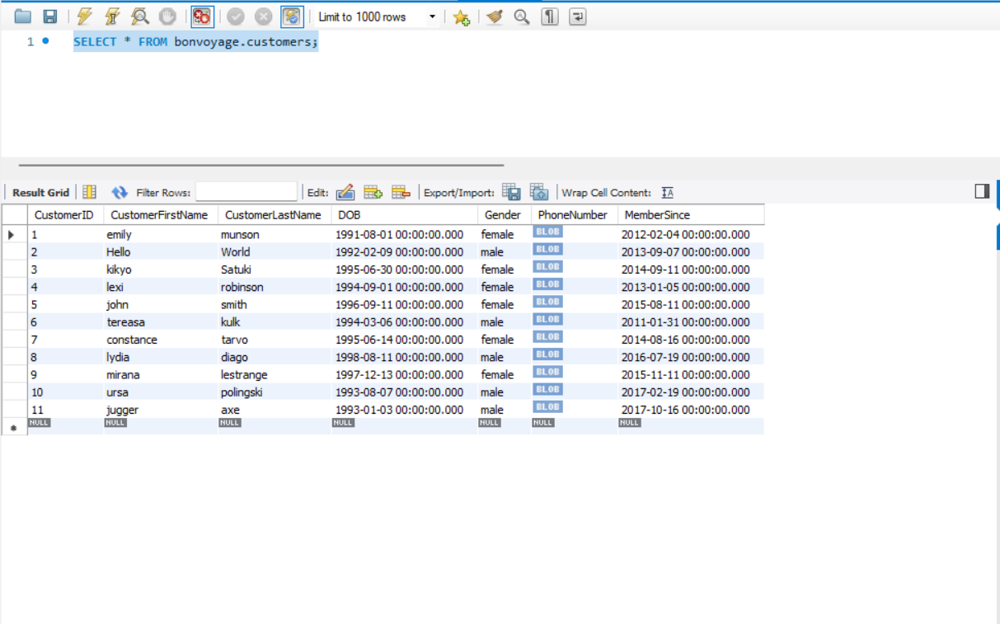 Limit to 1000 rows
1 SELECT * FROM bonvoyage.customers;
Result Grid Filter Rows: Edit: Export/Import: Wrap Cell Content: IA
CustomerID CustomerFirstName CustomerLastName DOB Gender PhoneNumber MemberSince
1 emily munson 1991-08-01 00:00:00.000 female BLOB 2012-02-04 00:00:00.000
2 Hello World 1992-02-09 00:00:00.000 male BLOB 2013-09-07 00:00:00.000
3 kikyo Satuki 1995-06-30 00:00:00.000 female BLOB 2014-09-11 00:00:00.000
4 lexi robinson 1994-09-01 00:00:00.000 female BLOB 2013-01-05 00:00:00.000
5 john smith 1996-09-11 00:00:00.000 female BLOB 2015-08-11 00:00:00.000
6 tereasa kulk 1994-03-06 00:00:00.000 male BLOB 2011-01-31 00:00:00.000
7 constance tarvo 1995-06-14 00:00:00.000 female BLOB 2014-08-16 00:00:00.000
8 lydia diago 1998-08-11 00:00:00.000 male BLOB 2016-07-19 00:00:00.000
9 mirana lestrange 1997-12-13 00:00:00.000 female BLOB 2015-11-11 00:00:00.000
10 ursa polingski 1993-08-07 00:00:00.000 male BLOB 2017-02-19 00:00:00.000
11 jugger axe 1993-01-03 00:00:00.000 male BLOB 2017-10-16 00:00:00.000
NULL NULL NULL NULL NULL NULL NULL